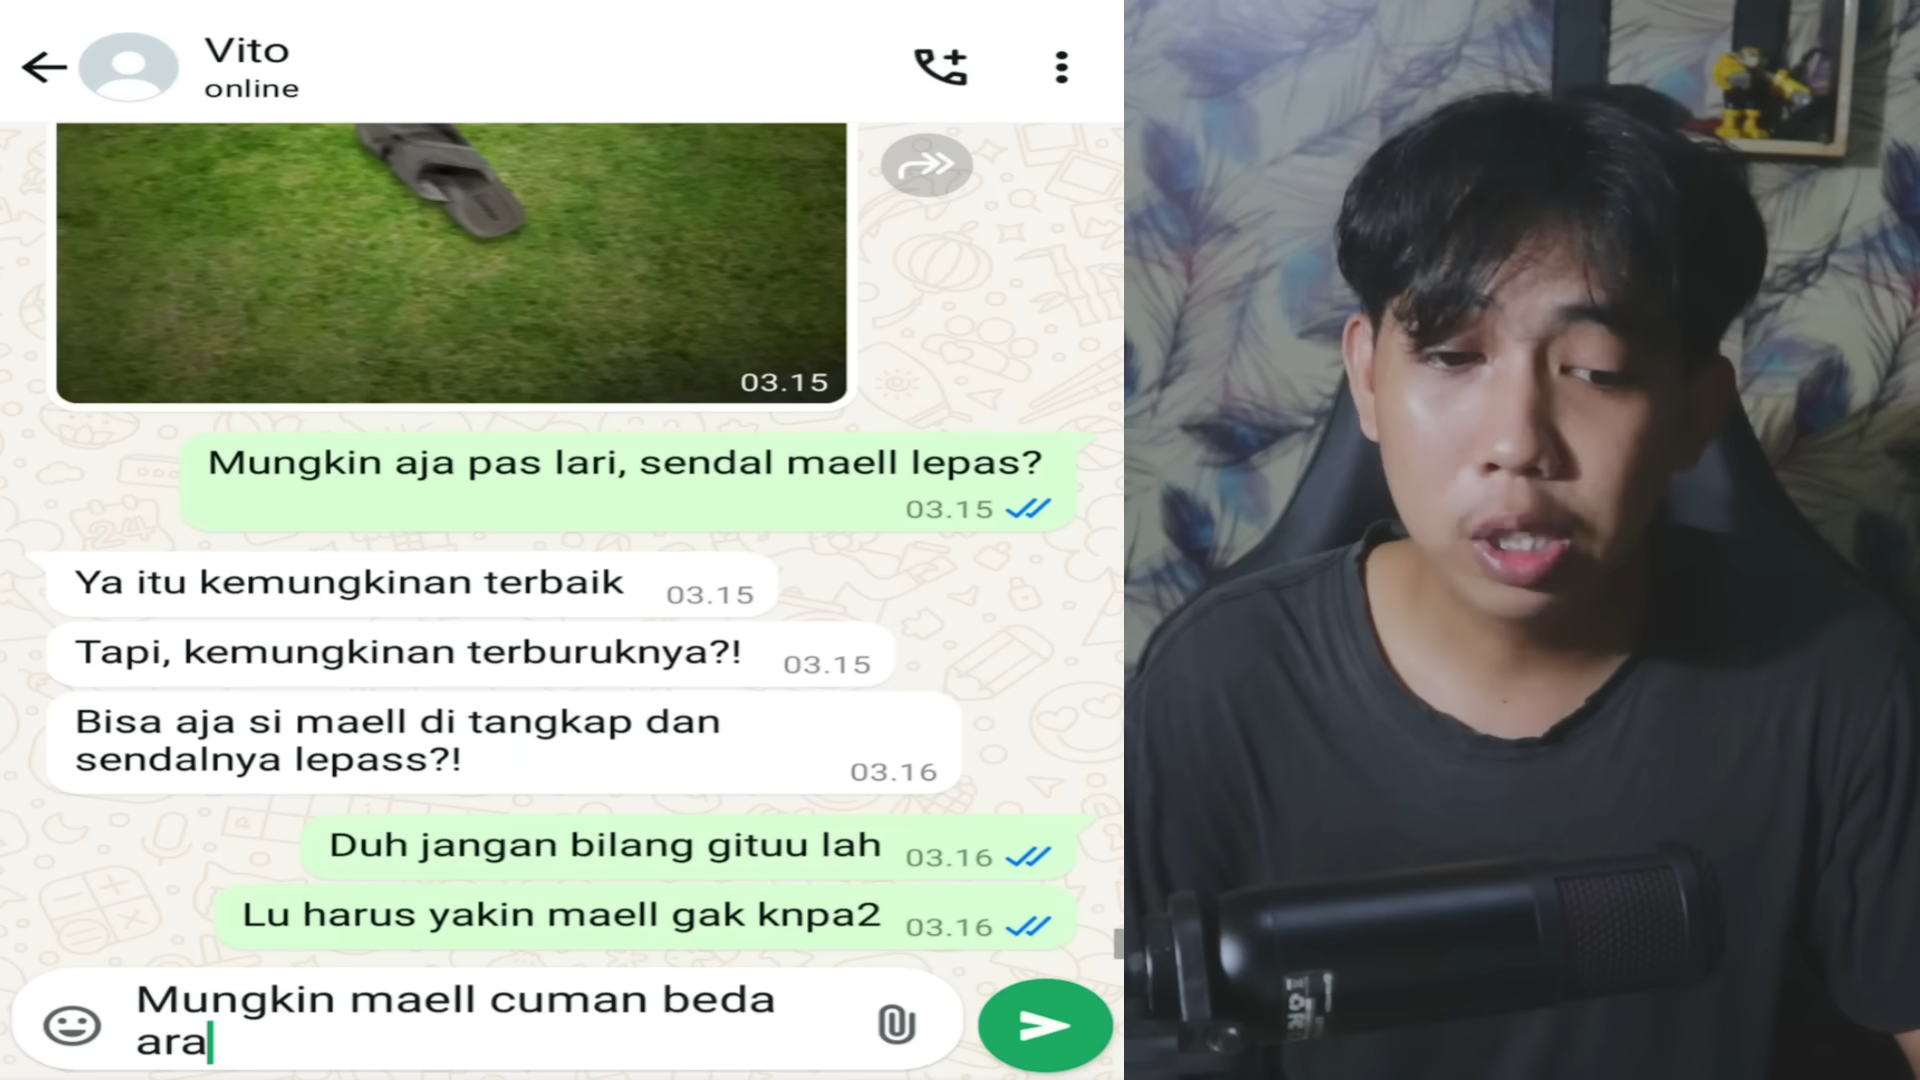 Vito
online
03.15
Mungkin aja pas lari, sendal maell lepas?
03.15
Ya itu kemungkinan terbaik 03.15
Tapi, kemungkinan terburuknya?! 03.15
Bisa aja si maell di tangkap dan
sendalnya lepass?!
03.16
Duh jangan bilang gituu lah 03.16
Lu harus yakin maell gak knpa2 03.16
Mungkin maell cuman beda
ara